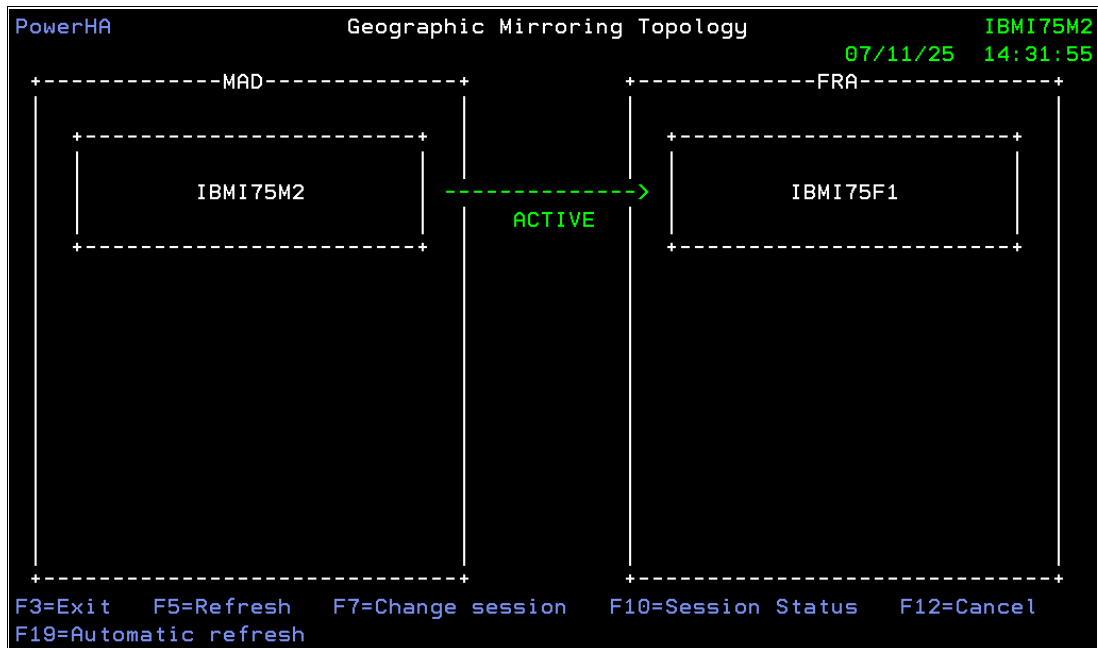 PowerHA Geographic Mirroring Topology IBMI75M2
07/11/25 14:31:55
MAD FRA
IBMI75M2 IBMI75F1
ACTIVE
F3=Exit F5=Refresh F7=Change session F10=Session Status F12=Cancel
F19=Automatic refresh